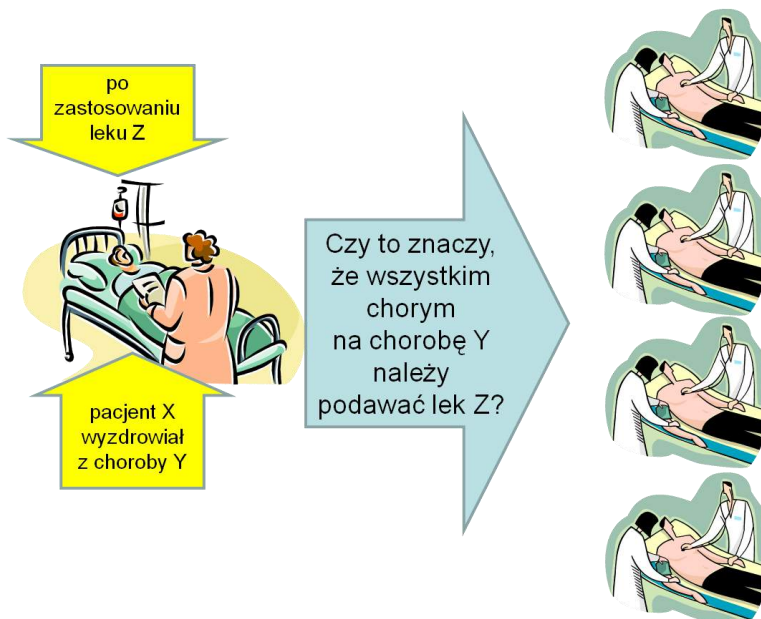 po
zastosowaniu
leku Z
pacjent X
wyzdrowiał
z choroby Y
Czy to znaczy,
że wszystkim
chorym
na chorobę Y
należy
podawać lek Z?